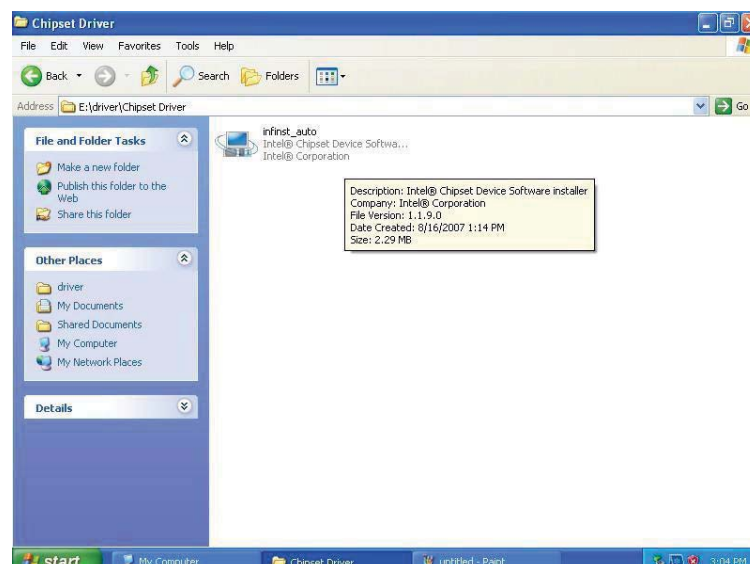 Chipset Driver
File Edit View Favorites Tools Help
Back Search Folders
Address E:\driver\Chipset Driver Go
File and Folder Tasks
Make a new folder
Publish this folder to the
Web
Share this folder
Other Places
driver
My Documents
Shared Documents
My Computer
My Network Places
Details
infinst_auto
Intel® Chipset Device Softwa...
Intel® Corporation
Description: Intel® Chipset Device Software installer
Company: Intel® Corporation
File Version: 1.1.9.0
Date Created: 8/16/2007 1:14 PM
Size: 2.29 MB
start My Computer Chipset Driver untitled - Paint 3:04 PM